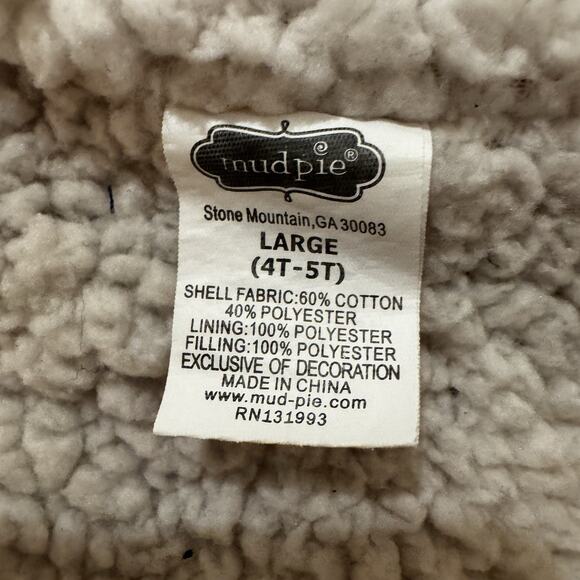 mudpie®
Stone Mountain,GA 30083
LARGE
(4T-5T)
SHELL FABRIC:60% COTTON
40% POLYESTER
LINING:100% POLYESTER
FILLING:100% POLYESTER
EXCLUSIVE OF DECORATION
MADE IN CHINA
www.mud-pie.com
RN131993